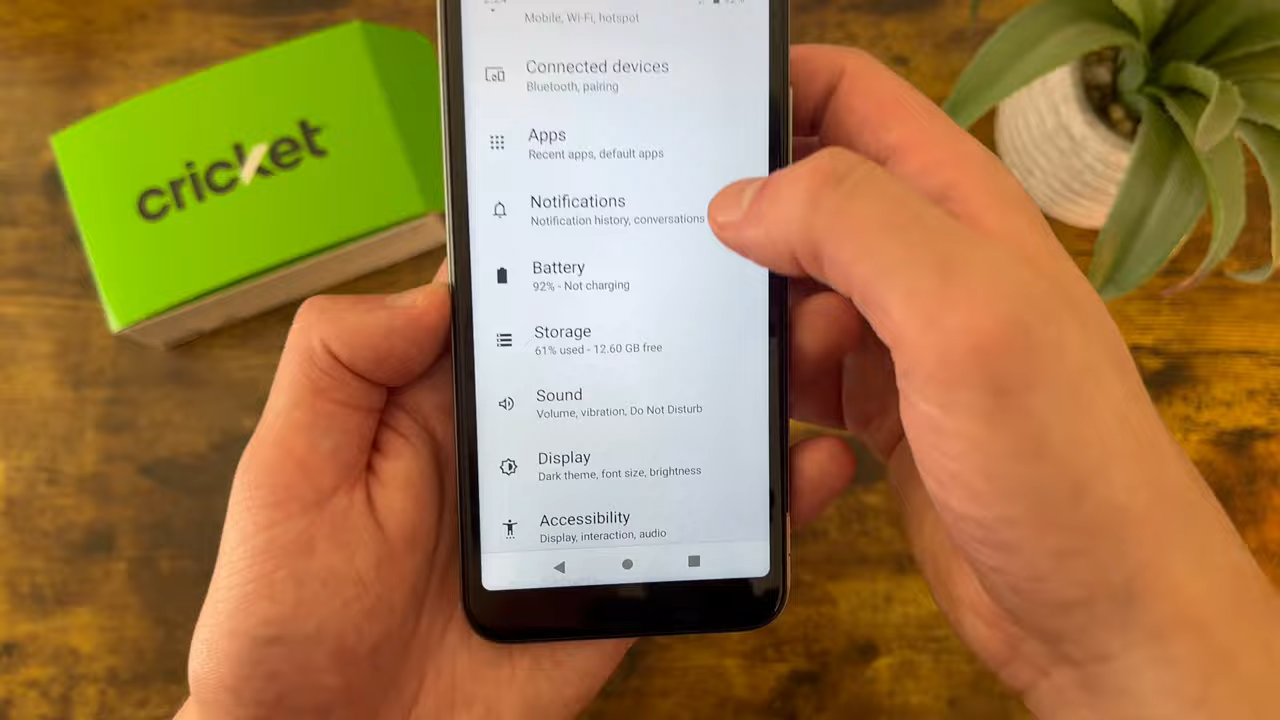 Mobile, Wi-Fi, hotspot
Connected devices
Bluetooth, pairing
Apps
Recent apps, default apps
Notifications
Notification history, conversations
Battery
92% - Not charging
Storage
61% used - 12.60 GB free
Sound
Volume, vibration, Do Not Disturb
Display
Dark theme, font size, brightness
Accessibility
Display, interaction, audio
cricket